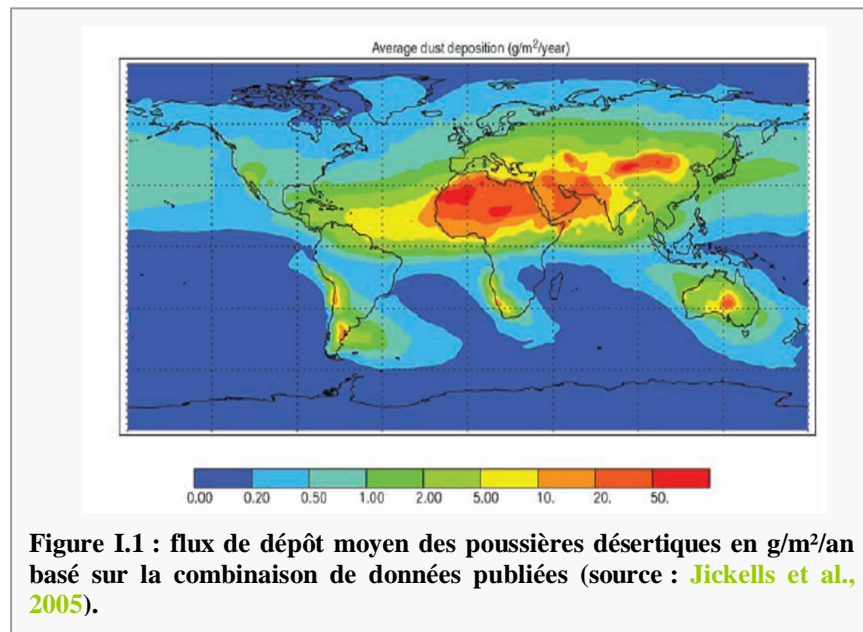 Average dust deposition (g/m²/year)
0.00 0.20 0.50 1.00 2.00 5.00 10. 20. 50.
Figure I.1 : flux de dépôt moyen des poussières désertiques en g/m²/an
basé sur la combinaison de données publiées (source : Jickells et al.,
2005).